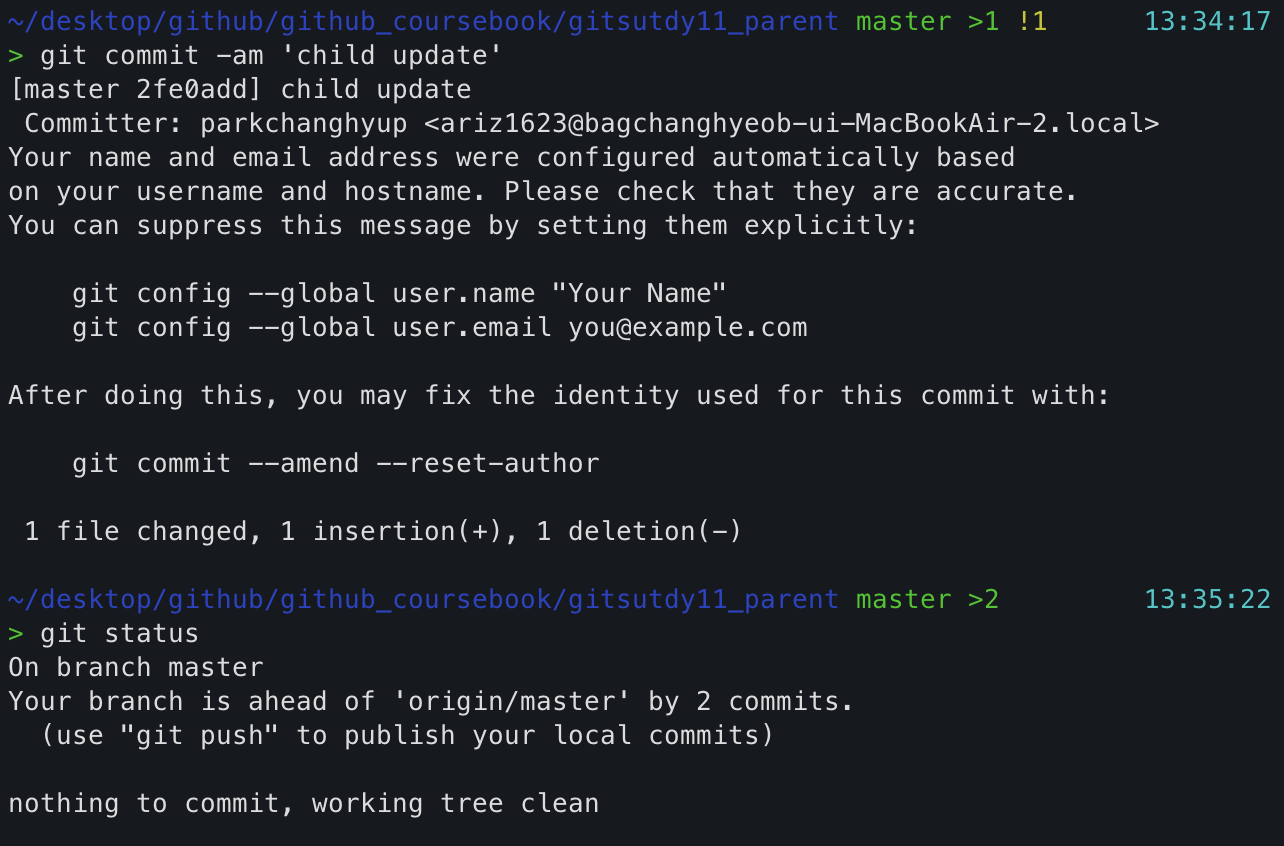 ~/desktop/github/github_coursebook/gitsutdy11_parent master >1 !1 13:34:17
> git commit -am 'child update'
[master 2fe0add] child update
 Committer: parkchanghyup <ariz1623@bagchanghyeob-ui-MacBookAir-2.local>
Your name and email address were configured automatically based
on your username and hostname. Please check that they are accurate.
You can suppress this message by setting them explicitly:
    git config --global user.name "Your Name"
    git config --global user.email you@example.com
After doing this, you may fix the identity used for this commit with:
    git commit --amend --reset-author
 1 file changed, 1 insertion(+), 1 deletion(-)
~/desktop/github/github_coursebook/gitsutdy11_parent master >2 13:35:22
> git status
On branch master
Your branch is ahead of 'origin/master' by 2 commits.
  (use "git push" to publish your local commits)
nothing to commit, working tree clean